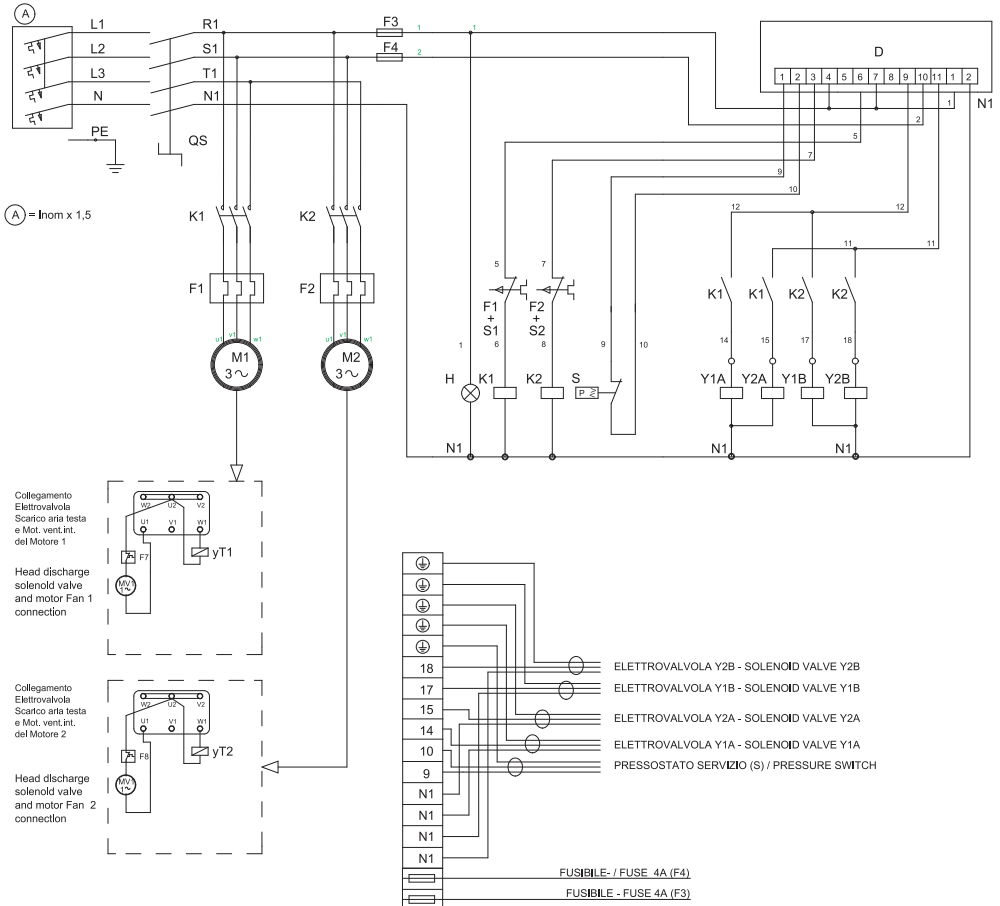 A
L1
L2
L3
N
PE
R1
S1
T1
N1
QS
F3
F4
1
2
1
D
1 2 3 4 5 6 7 8 9 10 11 1 2
N1
1
2
5
7
9
10
A = Inom x 1,5
K1
K2
F1
F2
u1 v1 w1
u1 v1 w1
M1
3~
M2
3~
12
12
11
11
5
7
F1
+
S1
F2
+
S2
6
8
1
9
10
K1
K1
K2
K2
14
15
17
18
H
K1
K2
S
P
Y1A
Y2A
Y1B
Y2B
N1
N1
N1
Collegamento
Elettrovalvola
Scarico aria testa
e Mot. vent.int.
del Motore 1
Head discharge
solenold valve
and motor Fan 1
connection
W2 U2 V2
U1 V1 W1
F7
MV1
1~
yT1
Collegamento
Elettrovalvola
Scarico aria testa
e Mot. vent.int.
del Motore 2
Head discharge
solenold valve
and motor Fan 2
connection
W2 U2 V2
U1 V1 W1
F8
MV1
1~
yT2
18
17
15
14
10
9
N1
N1
N1
N1
ELETTROVALVOLA Y2B - SOLENOID VALVE Y2B
ELETTROVALVOLA Y1B - SOLENOID VALVE Y1B
ELETTROVALVOLA Y2A - SOLENOID VALVE Y2A
ELETTROVALVOLA Y1A - SOLENOID VALVE Y1A
PRESSOSTATO SERVIZIO (S) / PRESSURE SWITCH
FUSIBILE- / FUSE 4A (F4)
FUSIBILE - FUSE 4A (F3)